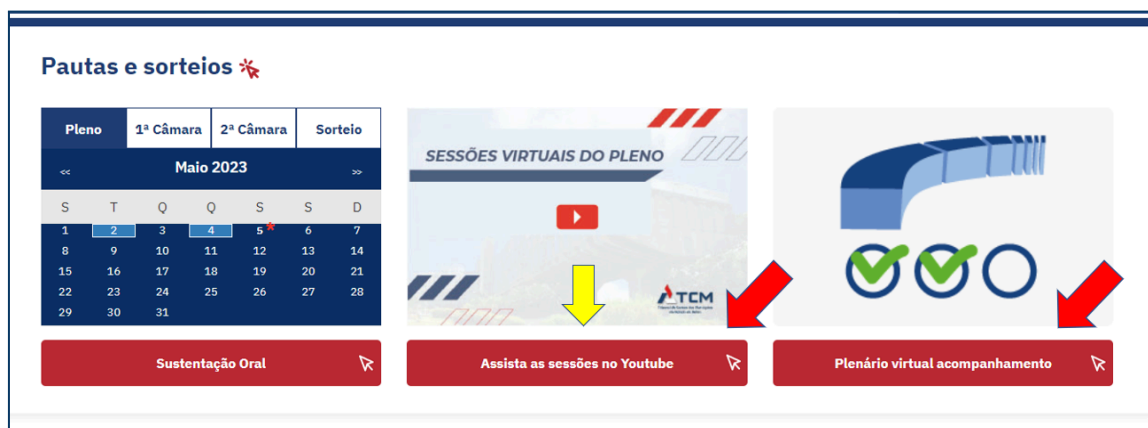 Pautas e sorteios
Pleno 1ª Câmara 2ª Câmara Sorteio
<< Maio 2023 >>
S T Q Q S S D
1 2 3 4 5* 6 7
8 9 10 11 12 13 14
15 16 17 18 19 20 21
22 23 24 25 26 27 28
29 30 31
Sustentação Oral
SESSÕES VIRTUAIS DO PLENO
TCM
Assista as sessões no Youtube
Plenário virtual acompanhamento